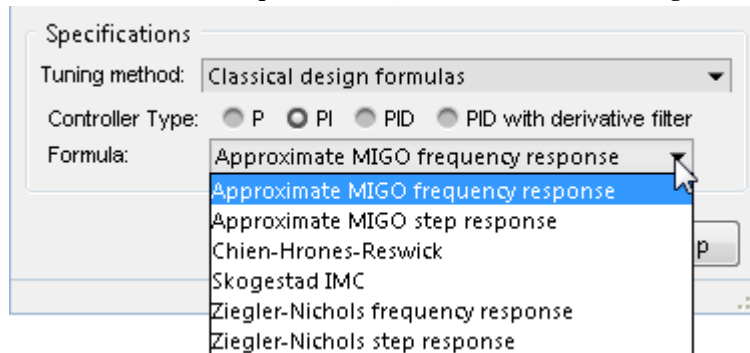 Specifications
Tuning method: Classical design formulas
Controller Type: P PI PID PID with derivative filter
Formula: Approximate MIGO frequency response
Approximate MIGO frequency response
Approximate MIGO step response
Chien-Hrones-Reswick
p
Skogestad IMC
Ziegler-Nichols frequency response
Ziegler-Nichols step response